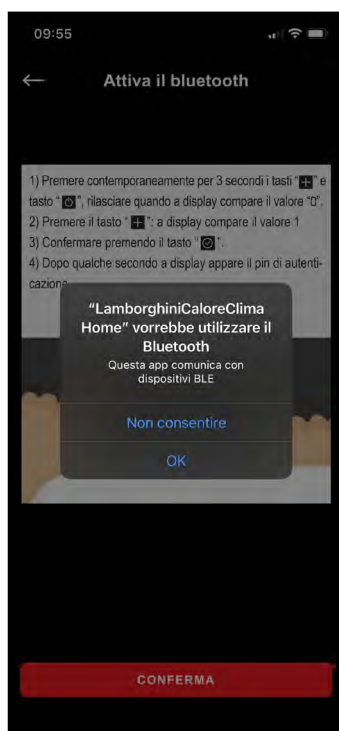 09:55
Attiva il bluetooth
1) Premere contemporaneamente per 3 secondi i tasti “+” e
tasto “ ”, rilasciare quando a display compare il valore “0”.
2) Premere il tasto “+”: a display compare il valore 1
3) Confermare premendo il tasto “ ”.
4) Dopo qualche secondo a display appare il pin di autenti-
cazione
“LamborghiniCaloreClima
Home” vorrebbe utilizzare il
Bluetooth
Questa app comunica con
dispositivi BLE
Non consentire
OK
CONFERMA